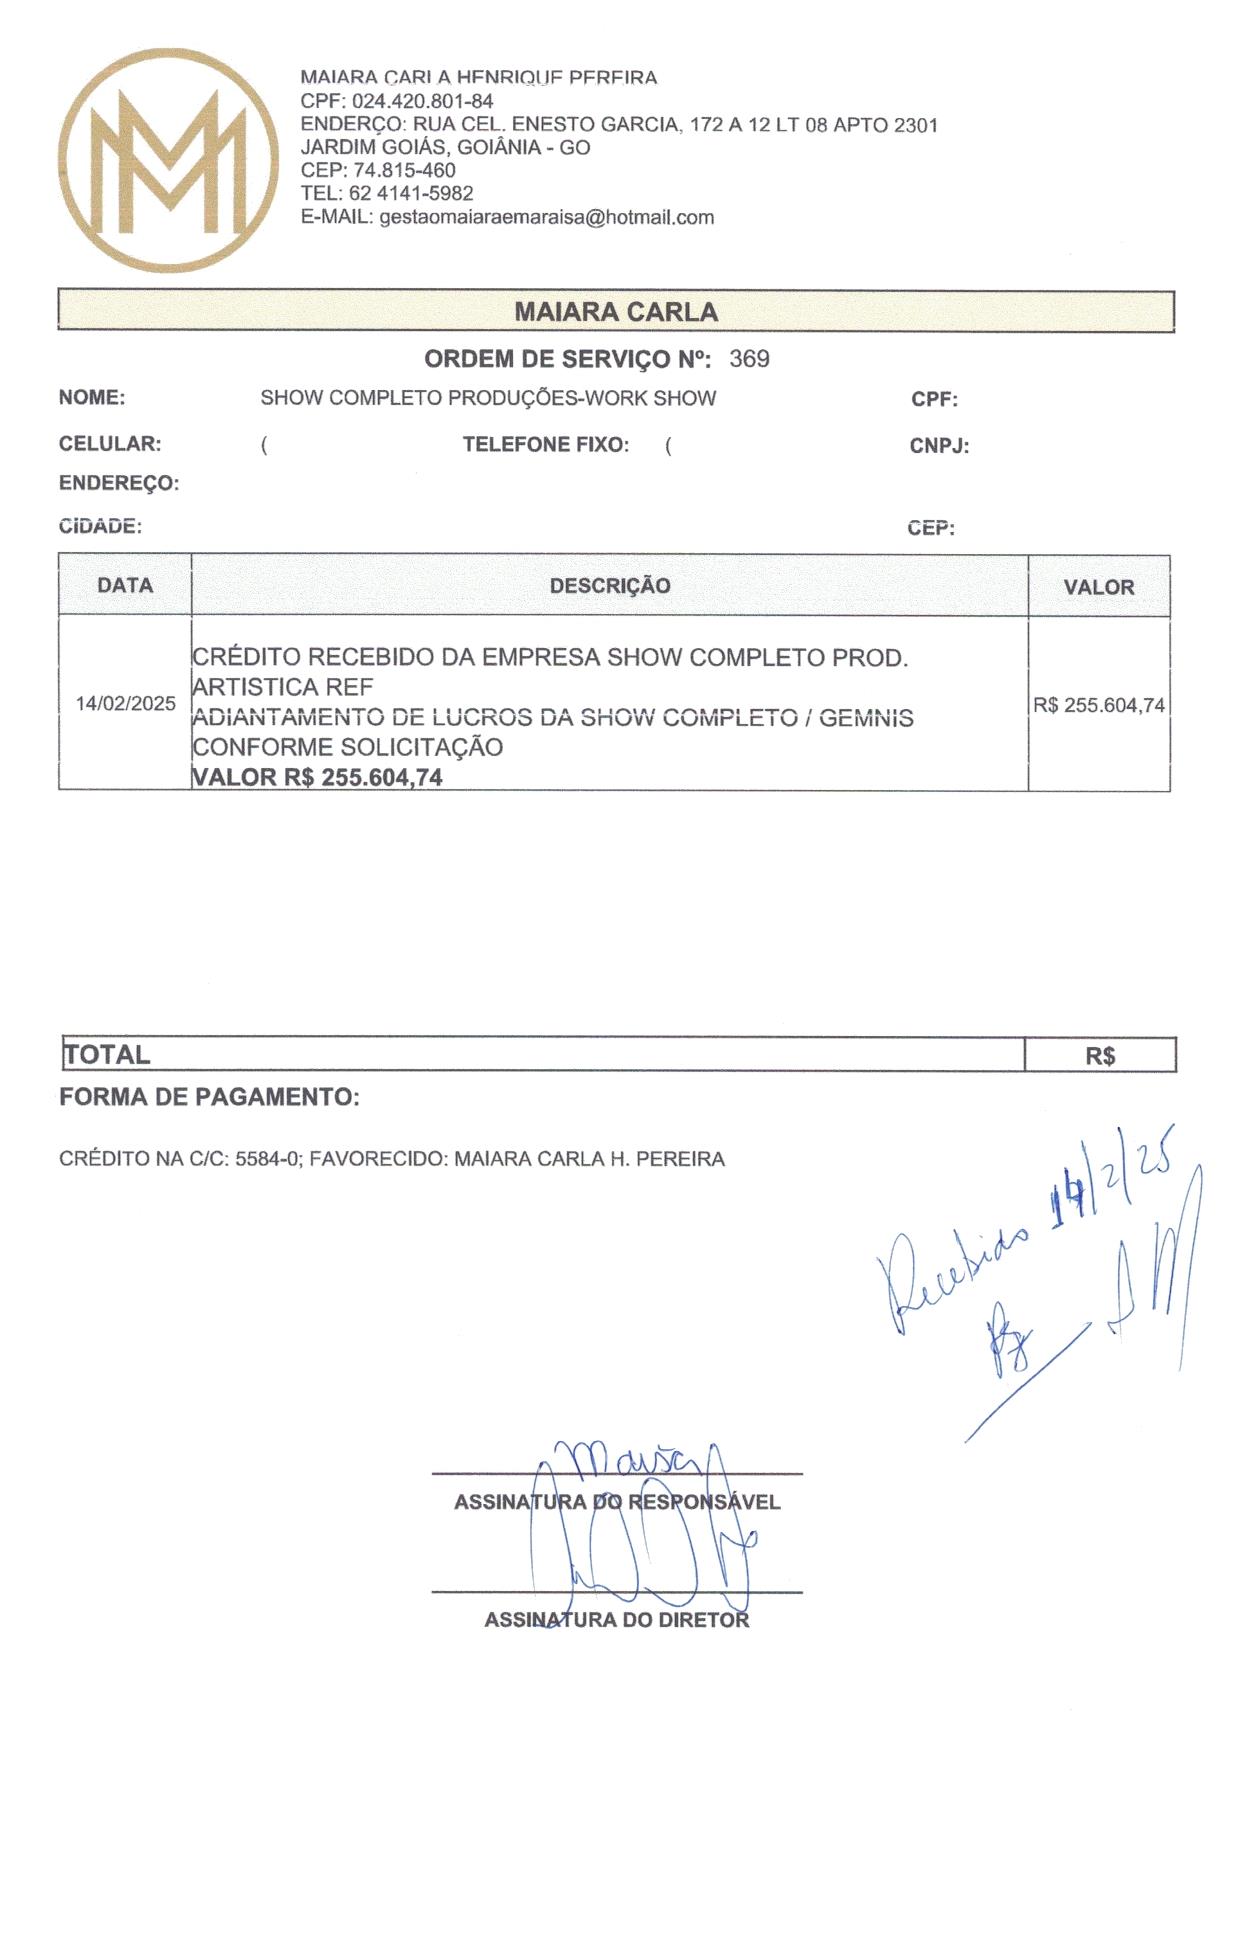 MAIARA CARLA HENRIQUE PEREIRA
CPF: 024.420.801-84
ENDERÇO: RUA CEL. ENESTO GARCIA, 172 A 12 LT 08 APTO 2301
JARDIM GOIÁS, GOIÂNIA - GO
CEP: 74.815-460
TEL: 62 4141-5982
E-MAIL: gestaomaiaraemaraisa@hotmail.com
MAIARA CARLA
ORDEM DE SERVIÇO Nº: 369
NOME: SHOW COMPLETO PRODUÇÕES-WORK SHOW CPF:
CELULAR: ( TELEFONE FIXO: ( CNPJ:
ENDEREÇO:
CIDADE: CEP:
DATA DESCRIÇÃO VALOR
CRÉDITO RECEBIDO DA EMPRESA SHOW COMPLETO PROD.
ARTISTICA REF
14/02/2025 ADIANTAMENTO DE LUCROS DA SHOW COMPLETO / GEMNIS R$ 255.604,74
CONFORME SOLICITAÇÃO
VALOR R$ 255.604,74
TOTAL R$
FORMA DE PAGAMENTO:
CRÉDITO NA C/C: 5584-0; FAVORECIDO: MAIARA CARLA H. PEREIRA
Recebido 14/2/25
ASSINATURA DO RESPONSÁVEL
ASSINATURA DO DIRETOR